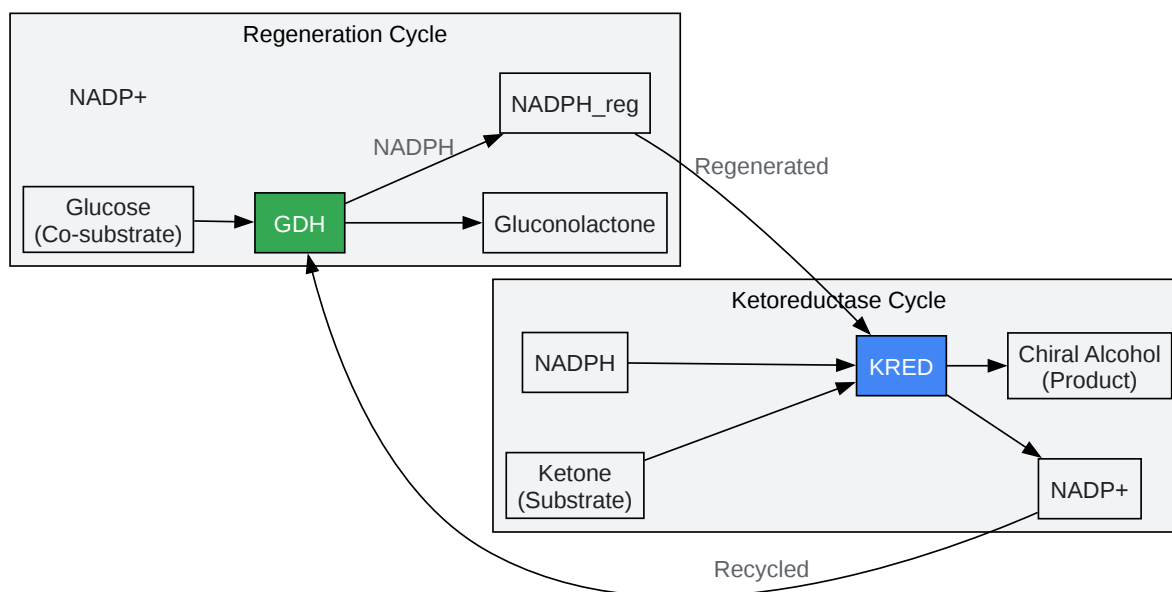 Regeneration Cycle
NADP+
NADPH_reg
NADPH
Regenerated
Glucose
(Co-substrate)
GDH
Gluconolactone
Ketoreductase Cycle
NADPH
KRED
Chiral Alcohol
(Product)
Ketone
(Substrate)
NADP+
Recycled